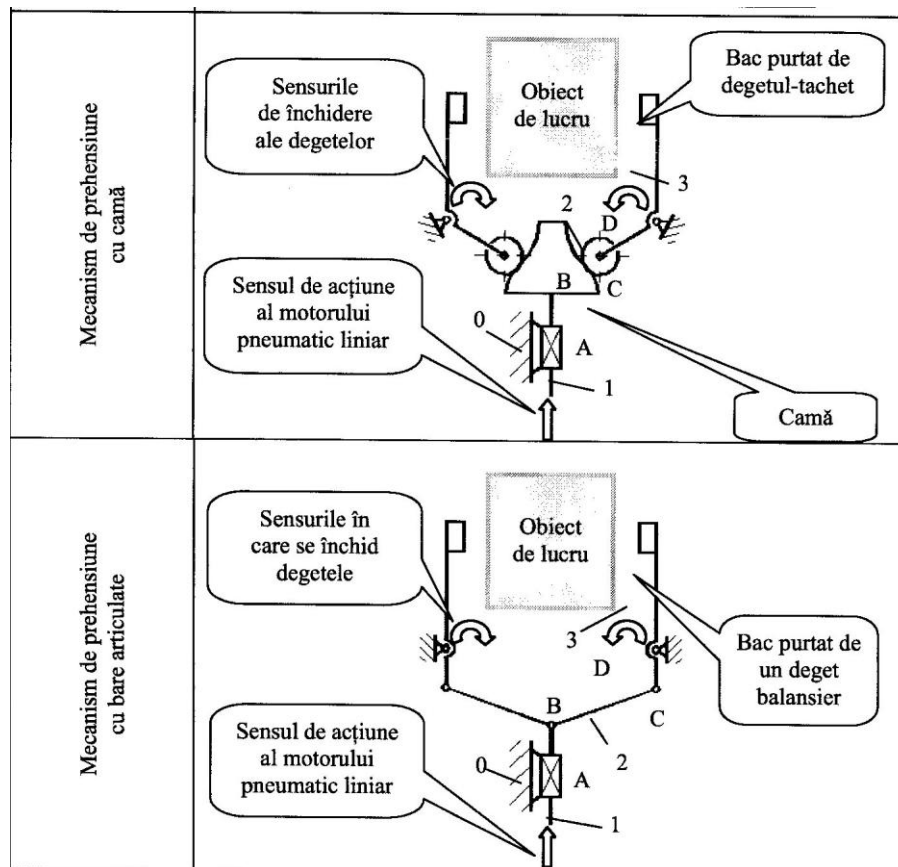 Mecanism de prehensiune
cu camă
Sensurile
de închidere
ale degetelor
Obiect
de lucru
Bac purtat de
degetul-tachet
3
2
D
Sensul de acțiune
al motorului
pneumatic liniar
B
C
0
A
1
Camă
Mecanism de prehensiune
cu bare articulate
Sensurile în
care se închid
degetele
Obiect
de lucru
3
D
Bac purtat de
un deget
balansier
B
C
Sensul de acțiune
al motorului
pneumatic liniar
2
0
A
1